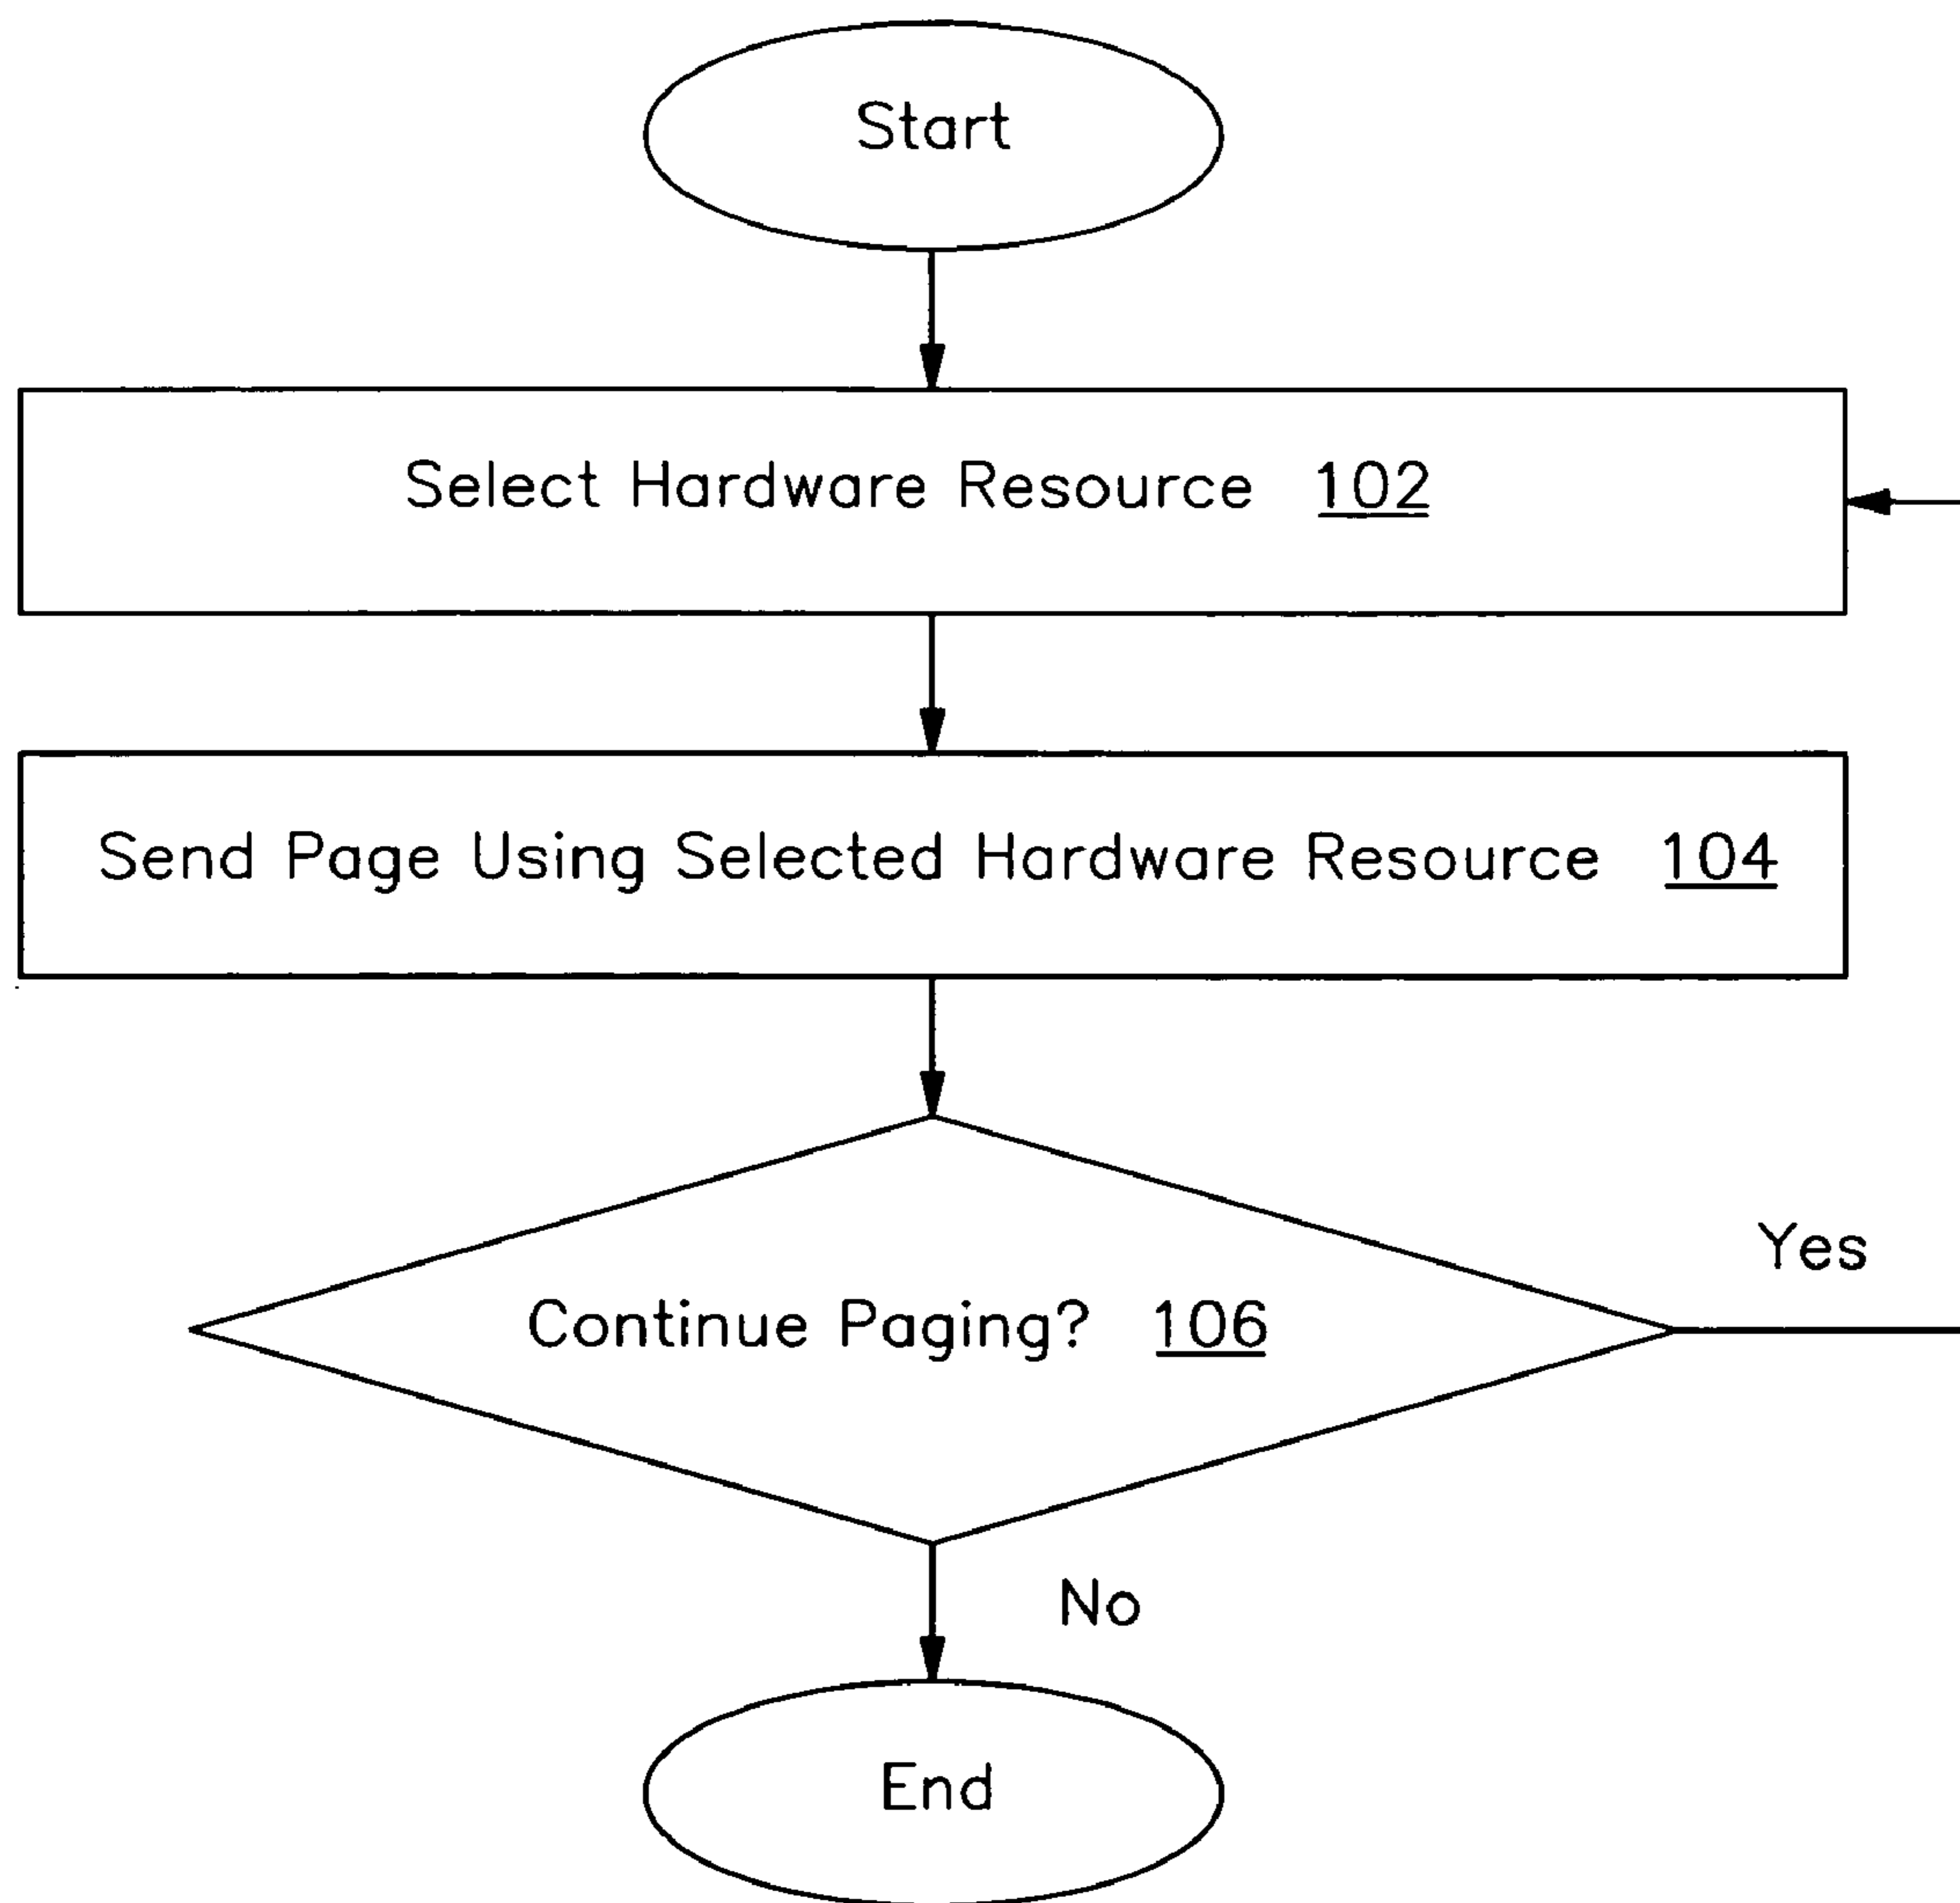 Start
Select Hardware Resource 102
Send Page Using Selected Hardware Resource 104
Yes
Continue Paging? 106
No
End